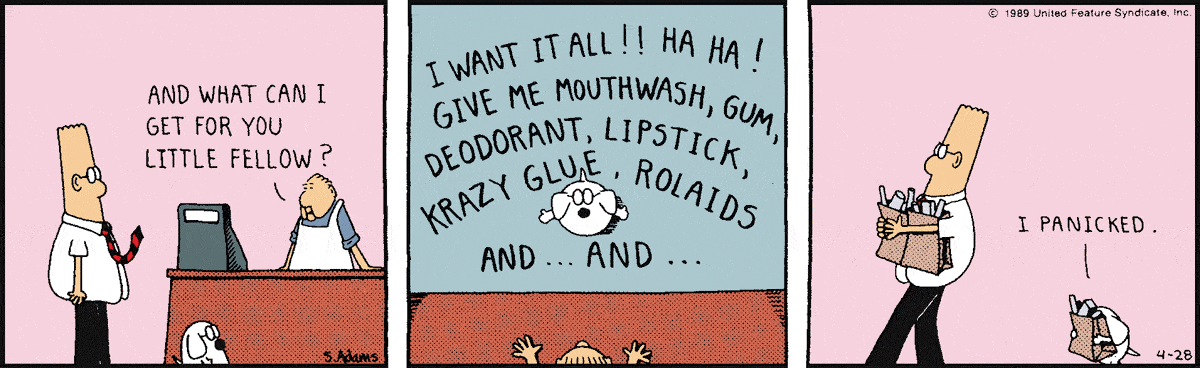 AND WHAT CAN I
GET FOR YOU
LITTLE FELLOW?
S. Adams
I WANT IT ALL!! HA HA!
GIVE ME MOUTHWASH, GUM,
DEODORANT, LIPSTICK,
KRAZY GLUE, ROLAIDS
AND... AND...
© 1989 United Feature Syndicate, Inc.
I PANICKED.
4-28